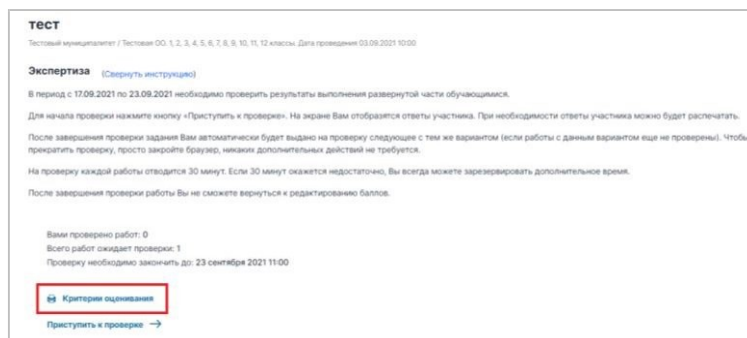 тест
Тестовый муниципалитет / Тестовая ОО. 1, 2, 3, 4, 5, 6, 7, 8, 9, 10, 11, 12 классы. Дата проведения 03.09.2021 10:00
Экспертиза (Свернуть инструкцию)
В период с 17.09.2021 по 23.09.2021 необходимо проверить результаты выполнения развернутой части обучающимися.
Для начала проверки нажмите кнопку «Приступить к проверке». На экране Вам отобразятся ответы участника. При необходимости ответы участника можно будет распечатать.
После завершения проверки задания Вам автоматически будет выдано на проверку следующее с тем же вариантом (если работы с данным вариантом еще не проверены). Чтобы
прекратить проверку, просто закройте браузер, никаких дополнительных действий не требуется.
На проверку каждой работы отводится 30 минут. Если 30 минут окажется недостаточно, Вы всегда можете зарезервировать дополнительное время.
После завершения проверки работы Вы не сможете вернуться к редактированию баллов.
Вами проверено работ: 0
Всего работ ожидает проверки: 1
Проверку необходимо закончить до: 23 сентября 2021 11:00
Критерии оценивания
Приступить к проверке →